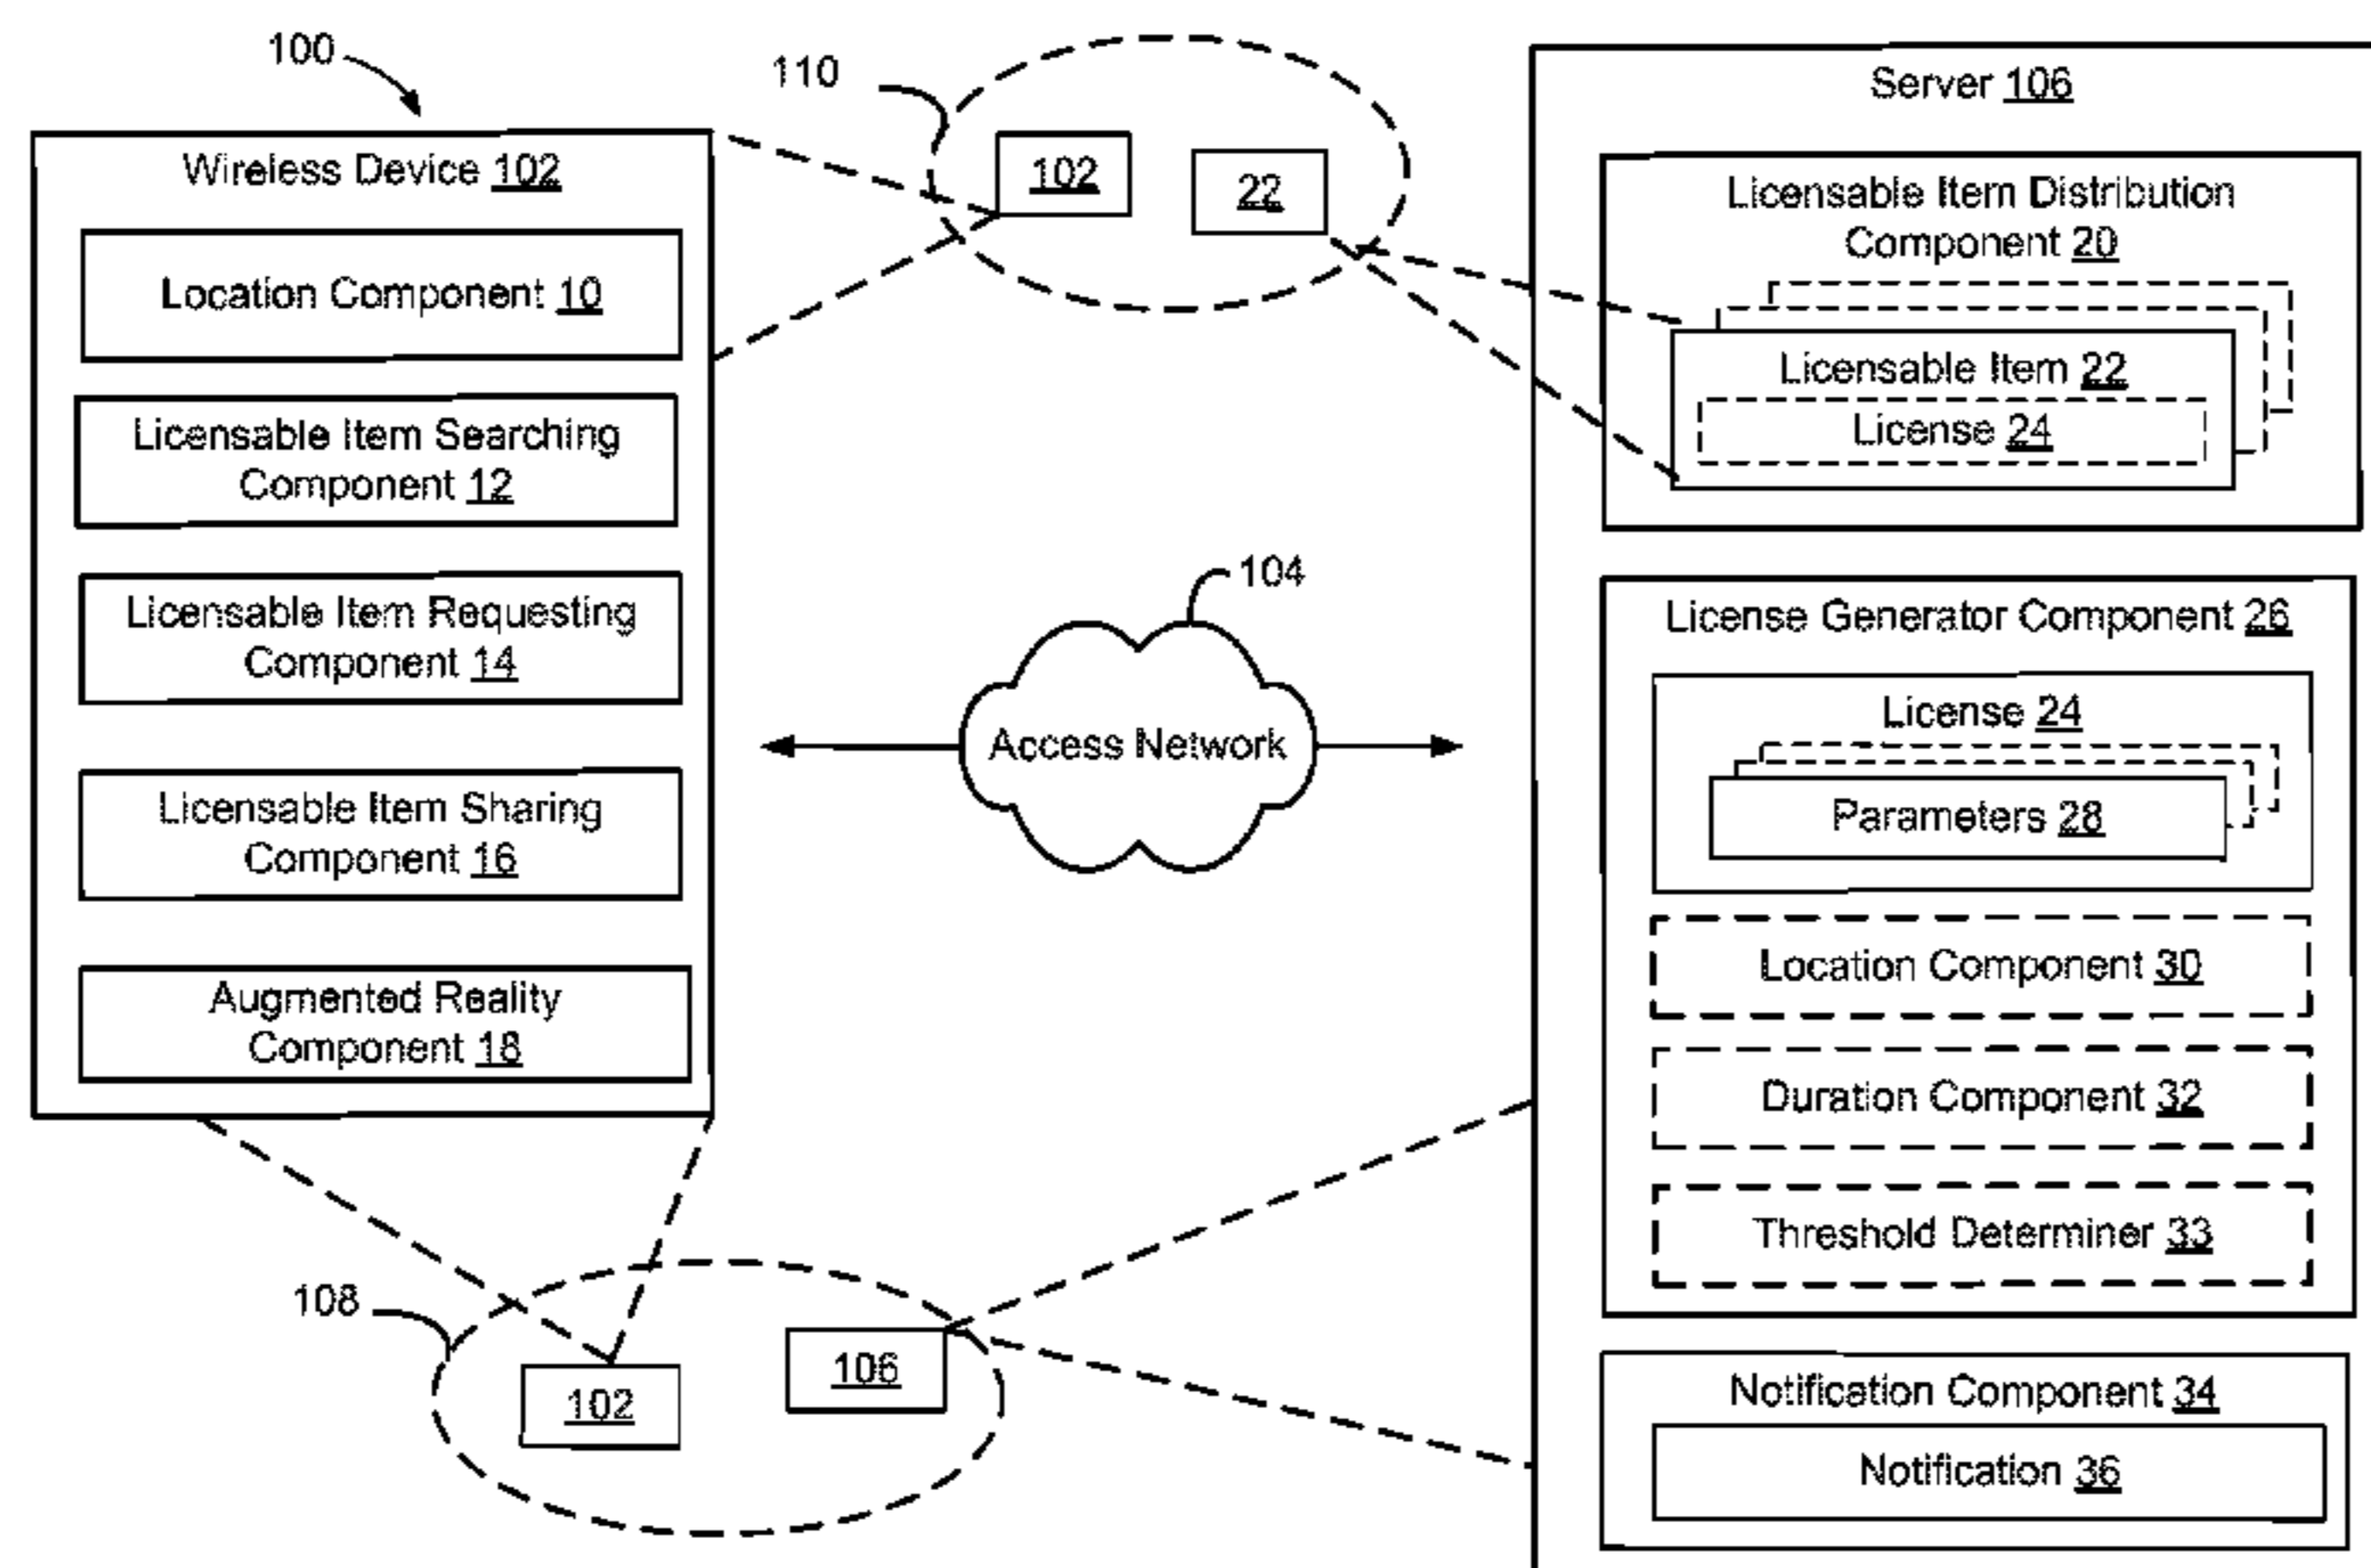 100
Wireless Device 102
Location Component 10
Licensable Item Searching
Component 12
Licensable Item Requesting
Component 14
Licensable Item Sharing
Component 16
Augmented Reality
Component 18
110
102
22
104
Access Network
108
102
106
Server 106
Licensable Item Distribution
Component 20
Licensable Item 22
License 24
License Generator Component 26
License 24
Parameters 28
Location Component 30
Duration Component 32
Threshold Determiner 33
Notification Component 34
Notification 36